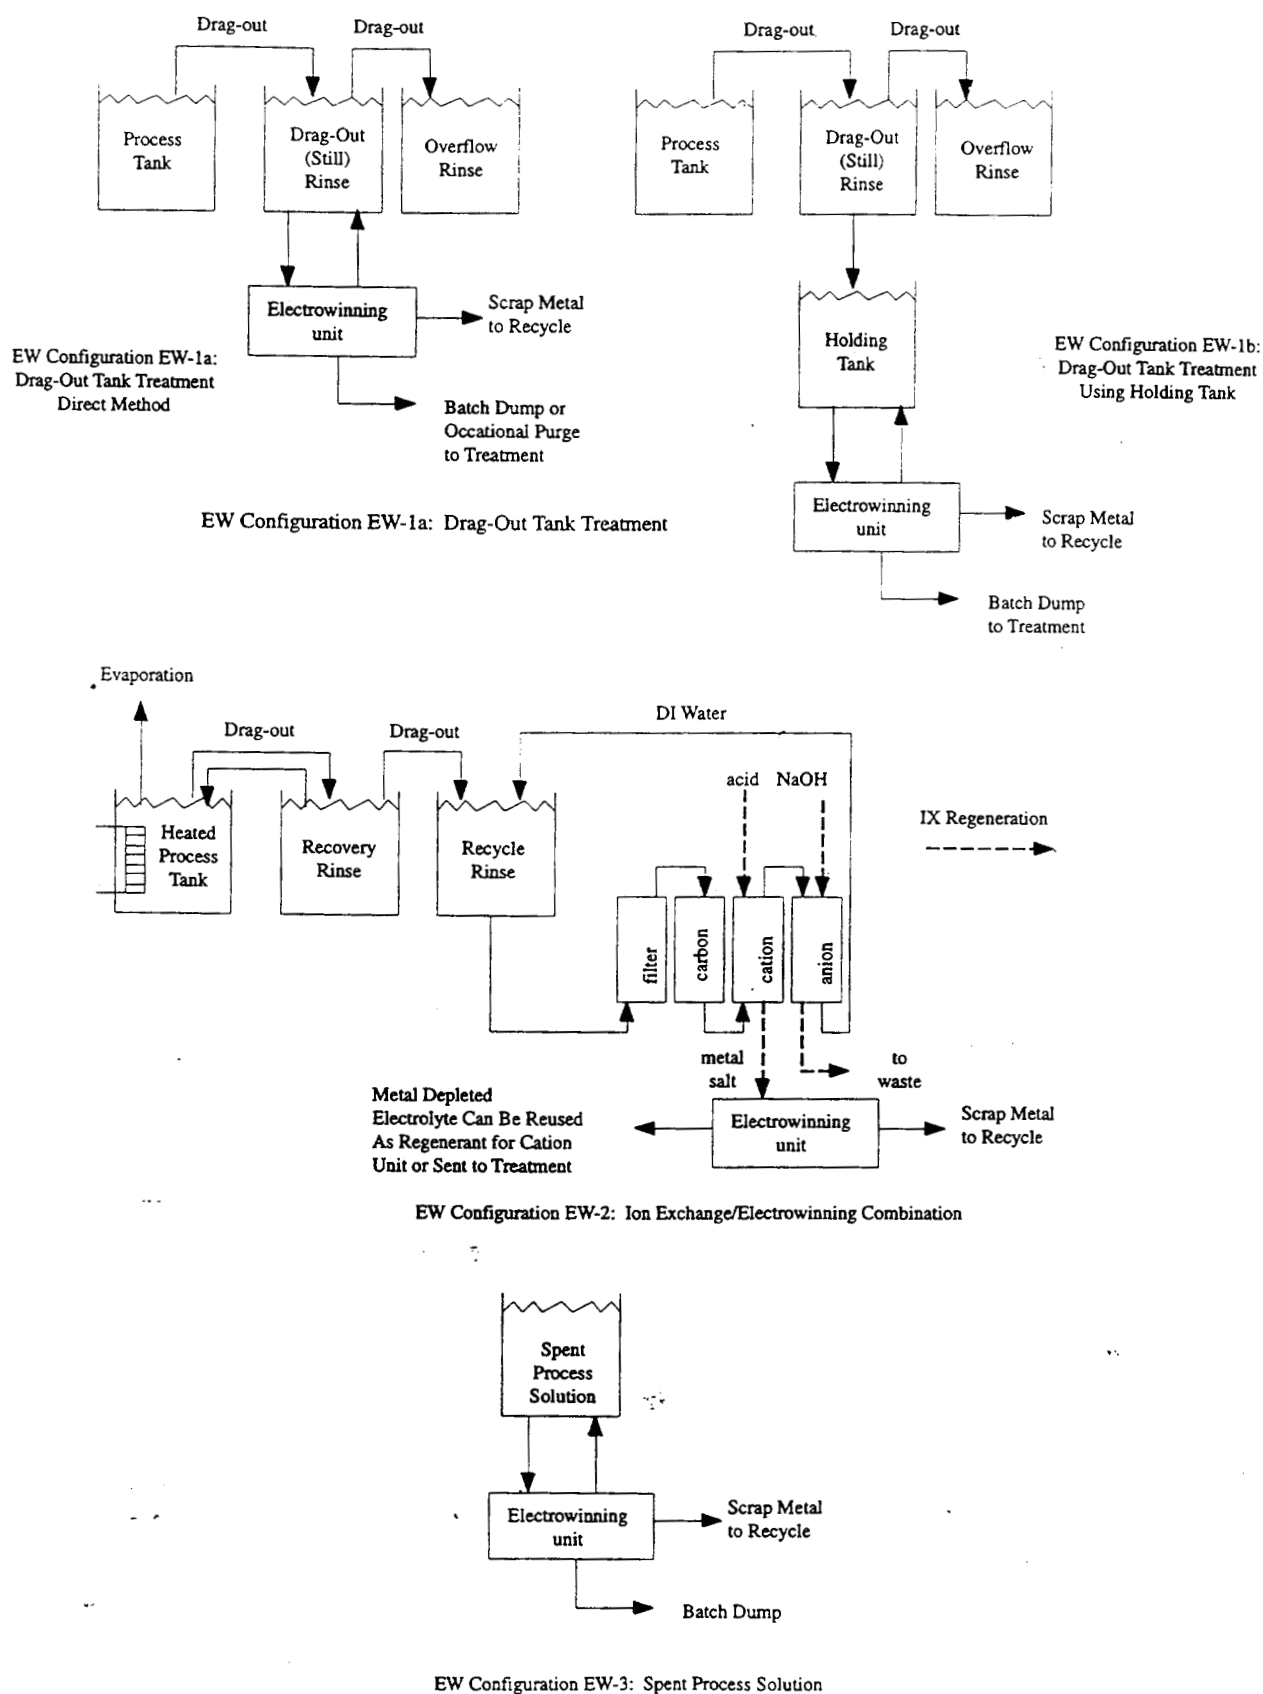 Drag-out
Drag-out
Process
Tank
Drag-Out
(Still)
Rinse
Overflow
Rinse
Electrowinning
unit
Scrap Metal
to Recycle
EW Configuration EW-1a:
Drag-Out Tank Treatment
Direct Method
Batch Dump or
Occational Purge
to Treatment
EW Configuration EW-1a: Drag-Out Tank Treatment
Drag-out
Drag-out
Process
Tank
Drag-Out
(Still)
Rinse
Overflow
Rinse
Holding
Tank
EW Configuration EW-1b:
Drag-Out Tank Treatment
Using Holding Tank
Electrowinning
unit
Scrap Metal
to Recycle
Batch Dump
to Treatment
Evaporation
Drag-out
Drag-out
DI Water
Heated
Process
Tank
Recovery
Rinse
Recycle
Rinse
acid
NaOH
IX Regeneration
filter
carbon
cation
anion
metal
salt
to
waste
Metal Depleted
Electrolyte Can Be Reused
As Regenerant for Cation
Unit or Sent to Treatment
Electrowinning
unit
Scrap Metal
to Recycle
EW Configuration EW-2: Ion Exchange/Electrowinning Combination
Spent
Process
Solution
Electrowinning
unit
Scrap Metal
to Recycle
Batch Dump
EW Configuration EW-3: Spent Process Solution